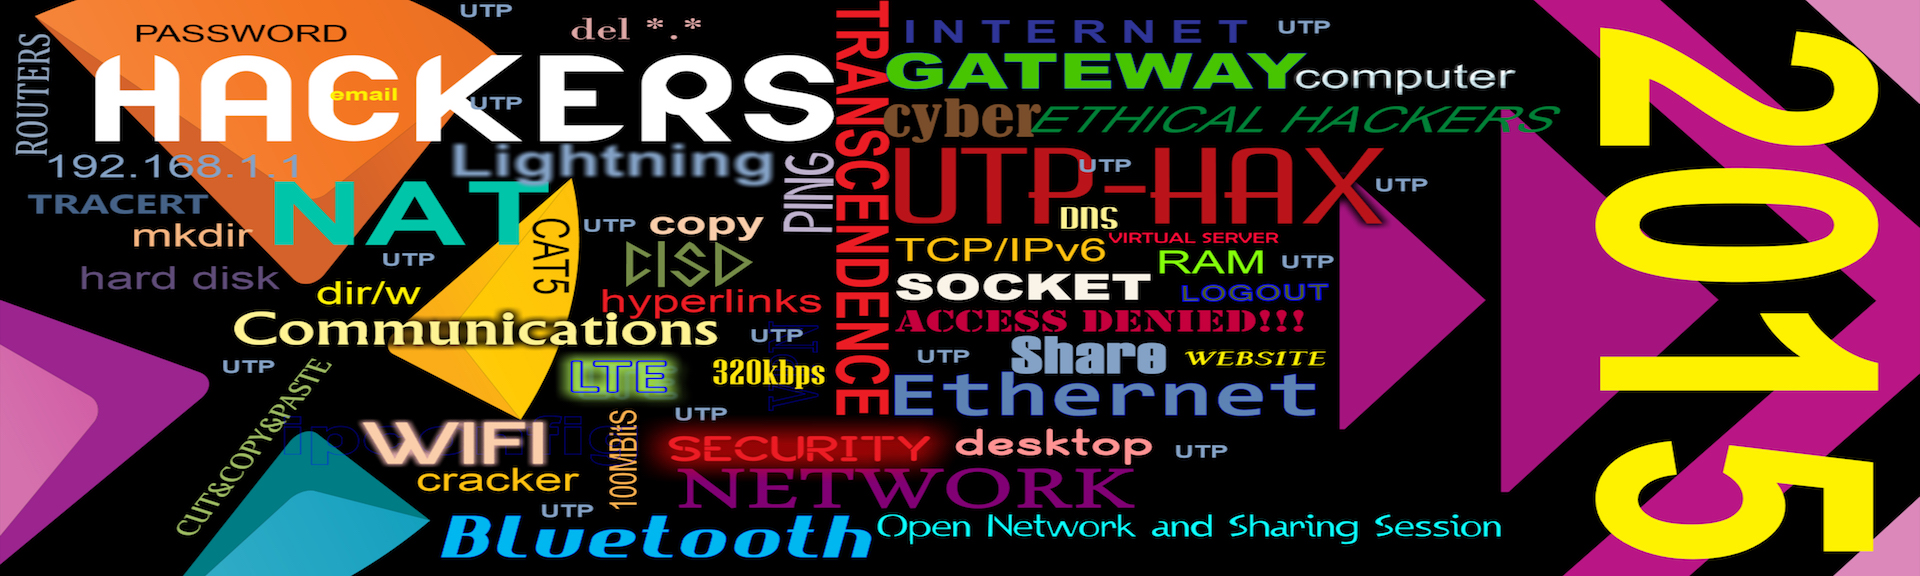 UTP
PASSWORD
del *.*
ROUTERS
HACKERS
email
UTP
192.168.1.1
Lightning
TRACERT
NAT
PING
mkdir
CAT5
UTP
copy
UTP
CISD
hard disk
dir/w
hyperlinks
Communications
UTP
UTP
LTE
320kbps
CUT&COPY&PASTE
UTP
ipconfig
WIFI
100MBitS
cracker
SECURITY
desktop
UTP
NETWORK
UTP
Bluetooth
Open Network and Sharing Session
TRANSCENDENCE
INTERNET
UTP
GATEWAY
computer
cyber
ETHICAL HACKERS
UTP-HAX
UTP
UTP
DNS
TCP/IPv6
VIRTUAL SERVER
RAM
UTP
SOCKET
LOGOUT
ACCESS DENIED!!!
UTP
Share
WEBSITE
Ethernet
2015